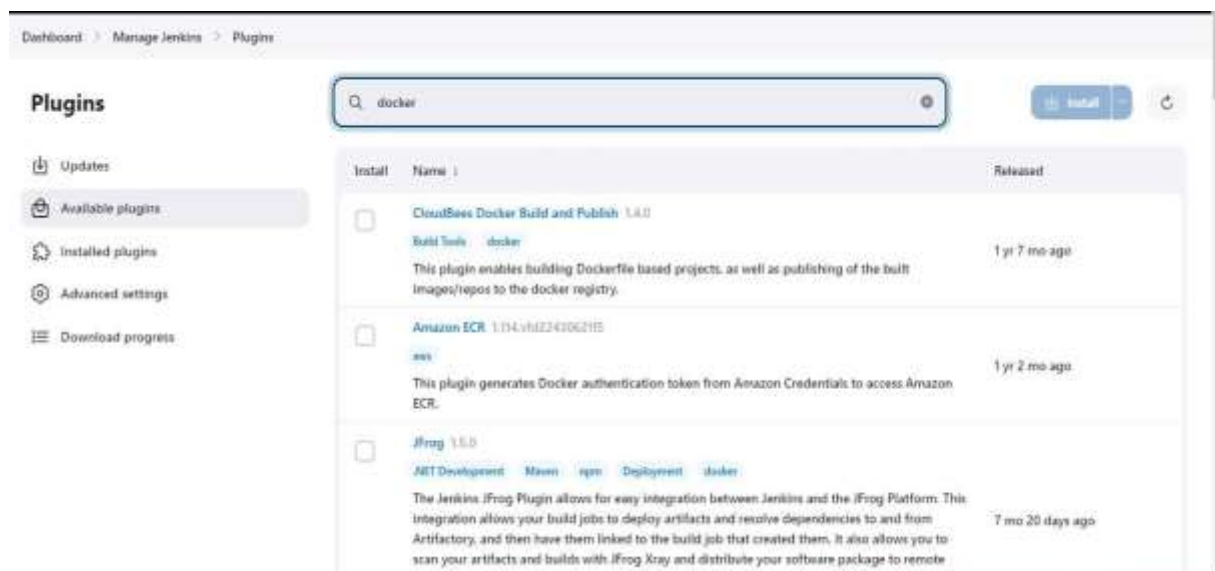 Dashboard > Manage Jenkins > Plugins
Plugins
docker
Install
Updates
Available plugins
Installed plugins
Advanced settings
Download progress
Install Name ↓ Released
CloudBees Docker Build and Publish 1.4.0
Build Tools docker
This plugin enables building Dockerfile based projects, as well as publishing of the built
images/repos to the docker registry.
1 yr 7 mo ago
Amazon ECR
aws
This plugin generates Docker authentication token from Amazon Credentials to access Amazon
ECR.
1 yr 2 mo ago
JFrog 1.5.0
.NET Development Maven npm Deployment docker
The Jenkins JFrog Plugin allows for easy integration between Jenkins and the JFrog Platform. This
integration allows your build jobs to deploy artifacts and resolve dependencies to and from
Artifactory, and then have them linked to the build job that created them. It also allows you to
scan your artifacts and builds with JFrog Xray and distribute your software package to remote
7 mo 20 days ago